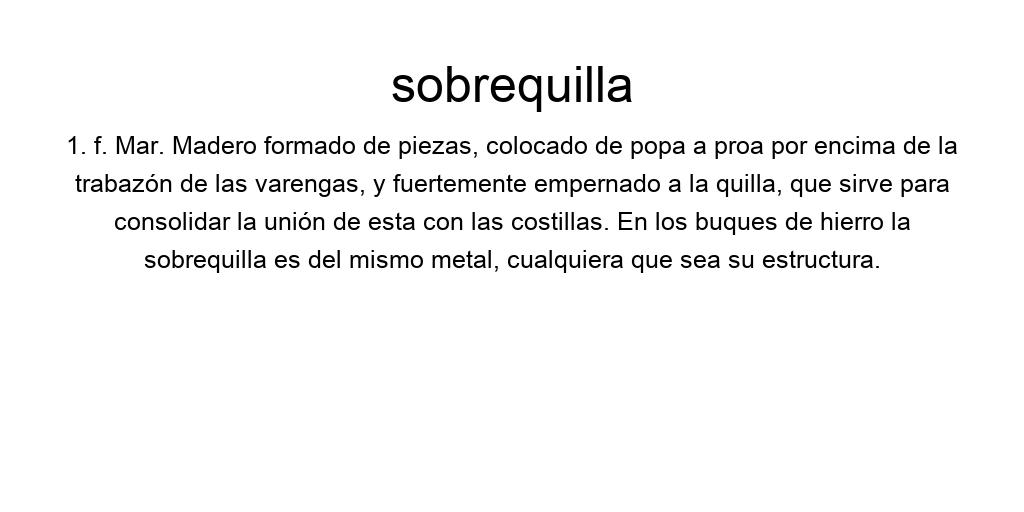 sobrequilla
1. f. Mar. Madero formado de piezas, colocado de popa a proa por encima de la
trabazón de las varengas, y fuertemente empernado a la quilla, que sirve para
consolidar la unión de esta con las costillas. En los buques de hierro la
sobrequilla es del mismo metal, cualquiera que sea su estructura.